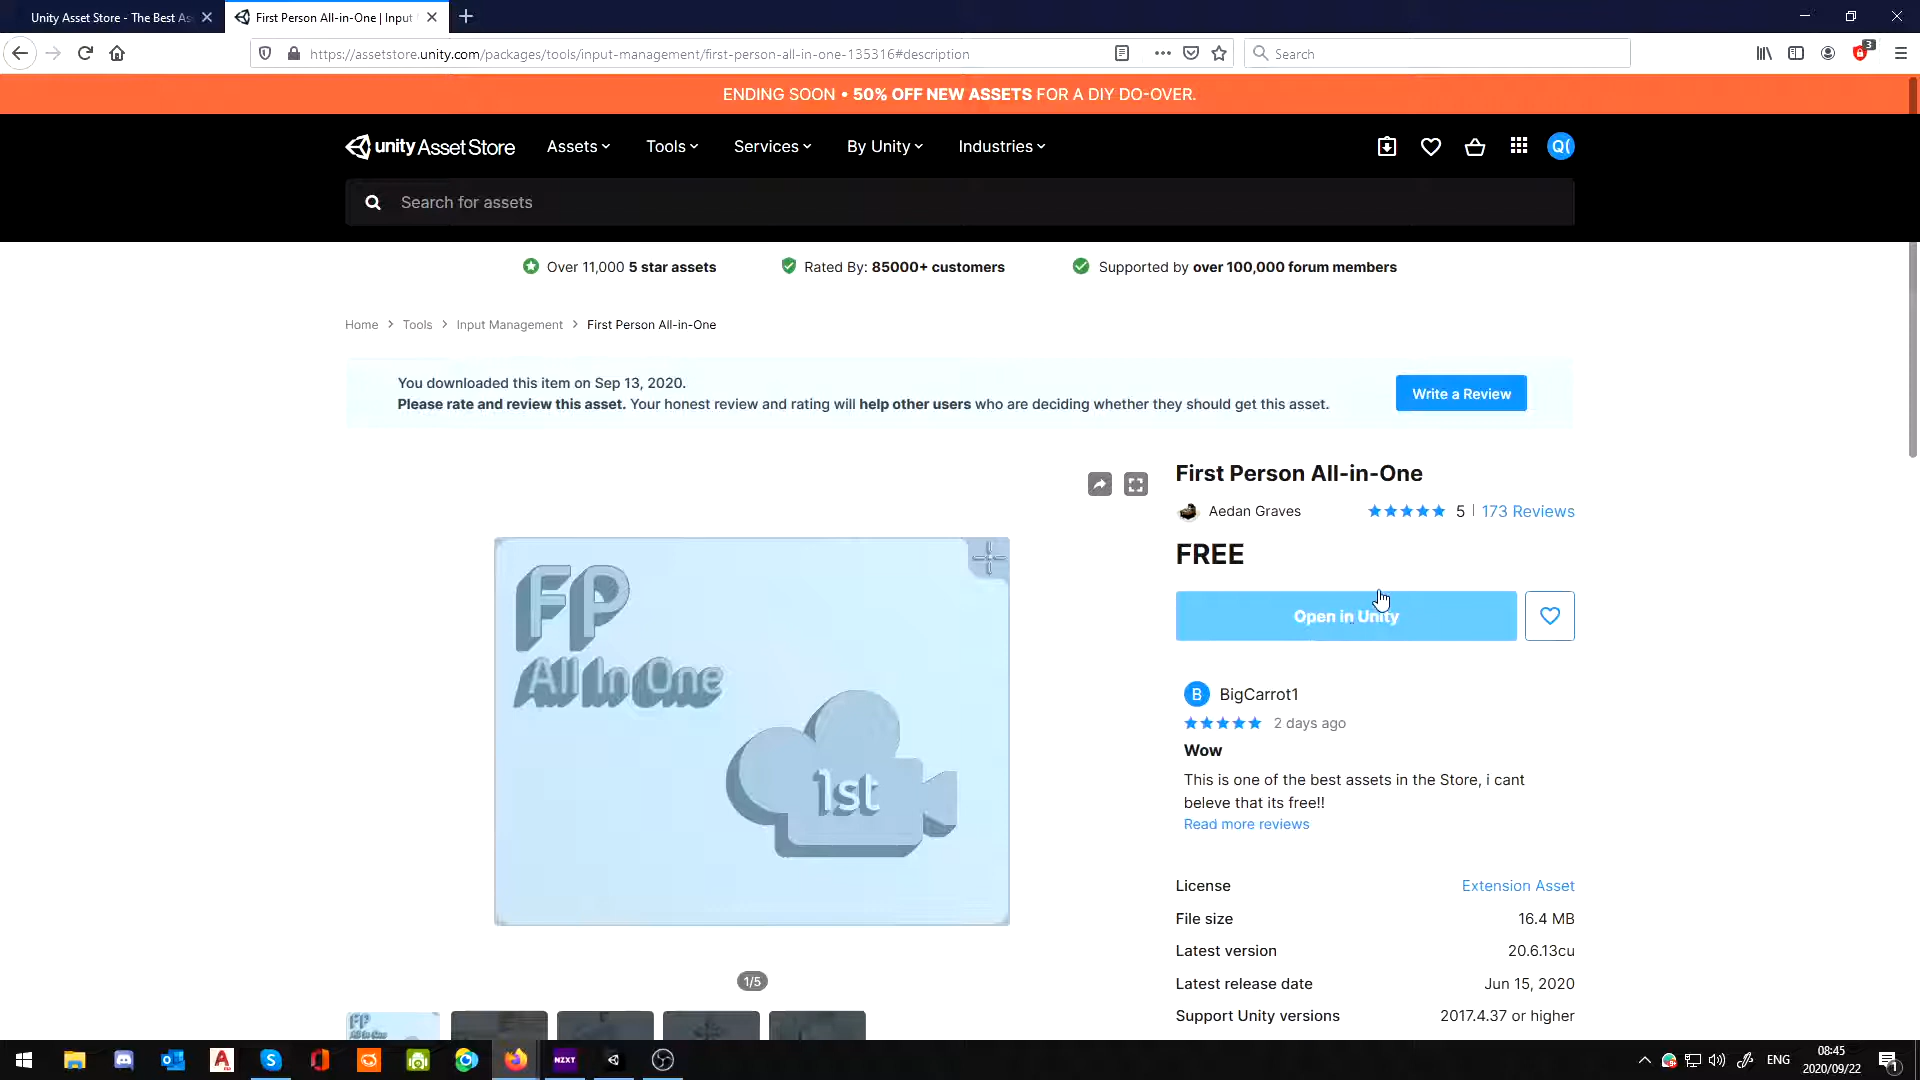 Unity Asset Store - The Best As
First Person All-in-One | Input
https://assetstore.unity.com/packages/tools/input-management/first-person-all-in-one-135316#description
Search
3
ENDING SOON • 50% OFF NEW ASSETS FOR A DIY DO-OVER.
unity Asset Store
Assets
Tools
Services
By Unity
Industries
Q(
Search for assets
Over 11,000 5 star assets
Rated By: 85000+ customers
Supported by over 100,000 forum members
Home > Tools > Input Management > First Person All-in-One
You downloaded this item on Sep 13, 2020.
Please rate and review this asset. Your honest review and rating will help other users who are deciding whether they should get this asset.
Write a Review
First Person All-in-One
Aedan Graves
5 | 173 Reviews
FREE
Open in Unity
FP
All In One
1st
B BigCarrot1
2 days ago
Wow
This is one of the best assets in the Store, i cant
beleve that its free!!
Read more reviews
License Extension Asset
File size 16.4 MB
Latest version 20.6.13cu
Latest release date Jun 15, 2020
Support Unity versions 2017.4.37 or higher
1/5
FP
All In One
NZXT
ENG
08:45
2020/09/22
1